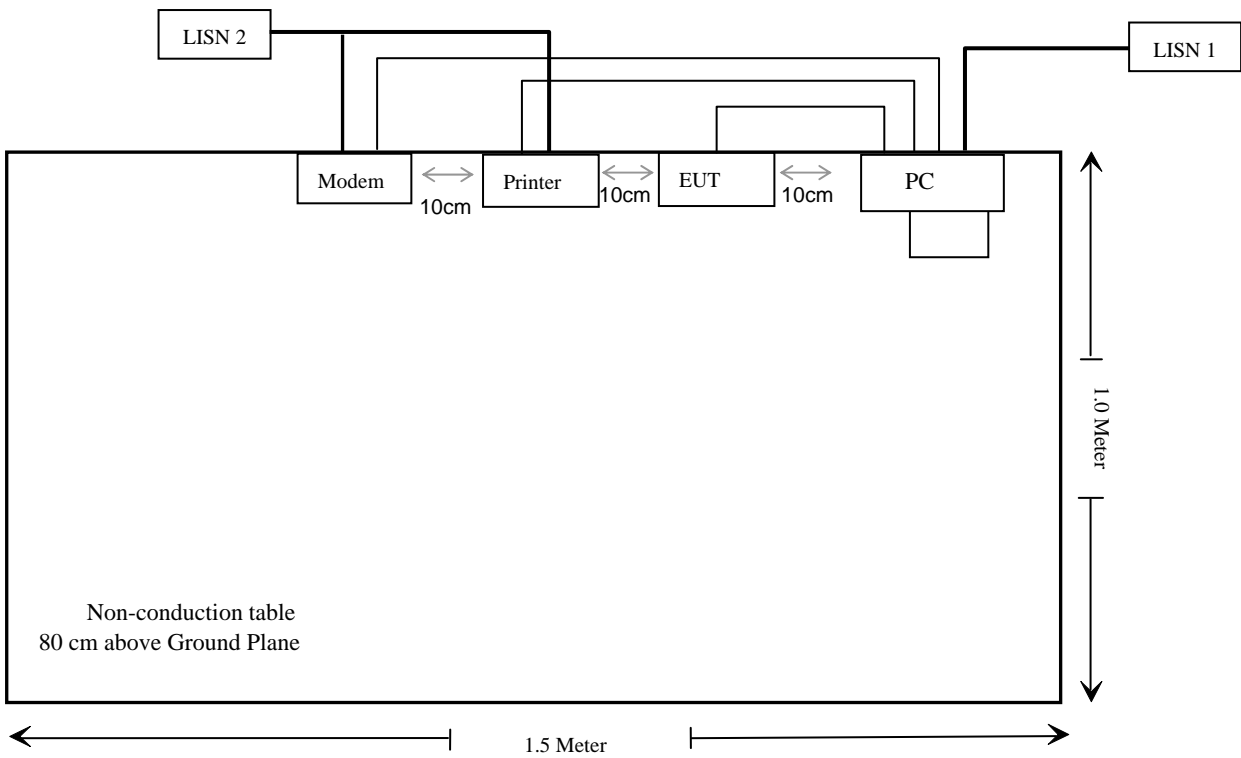 LISN 2
LISN 1
Modem
Printer
EUT
PC
10cm
10cm
10cm
1.0 Meter
Non-conduction table
80 cm above Ground Plane
1.5 Meter